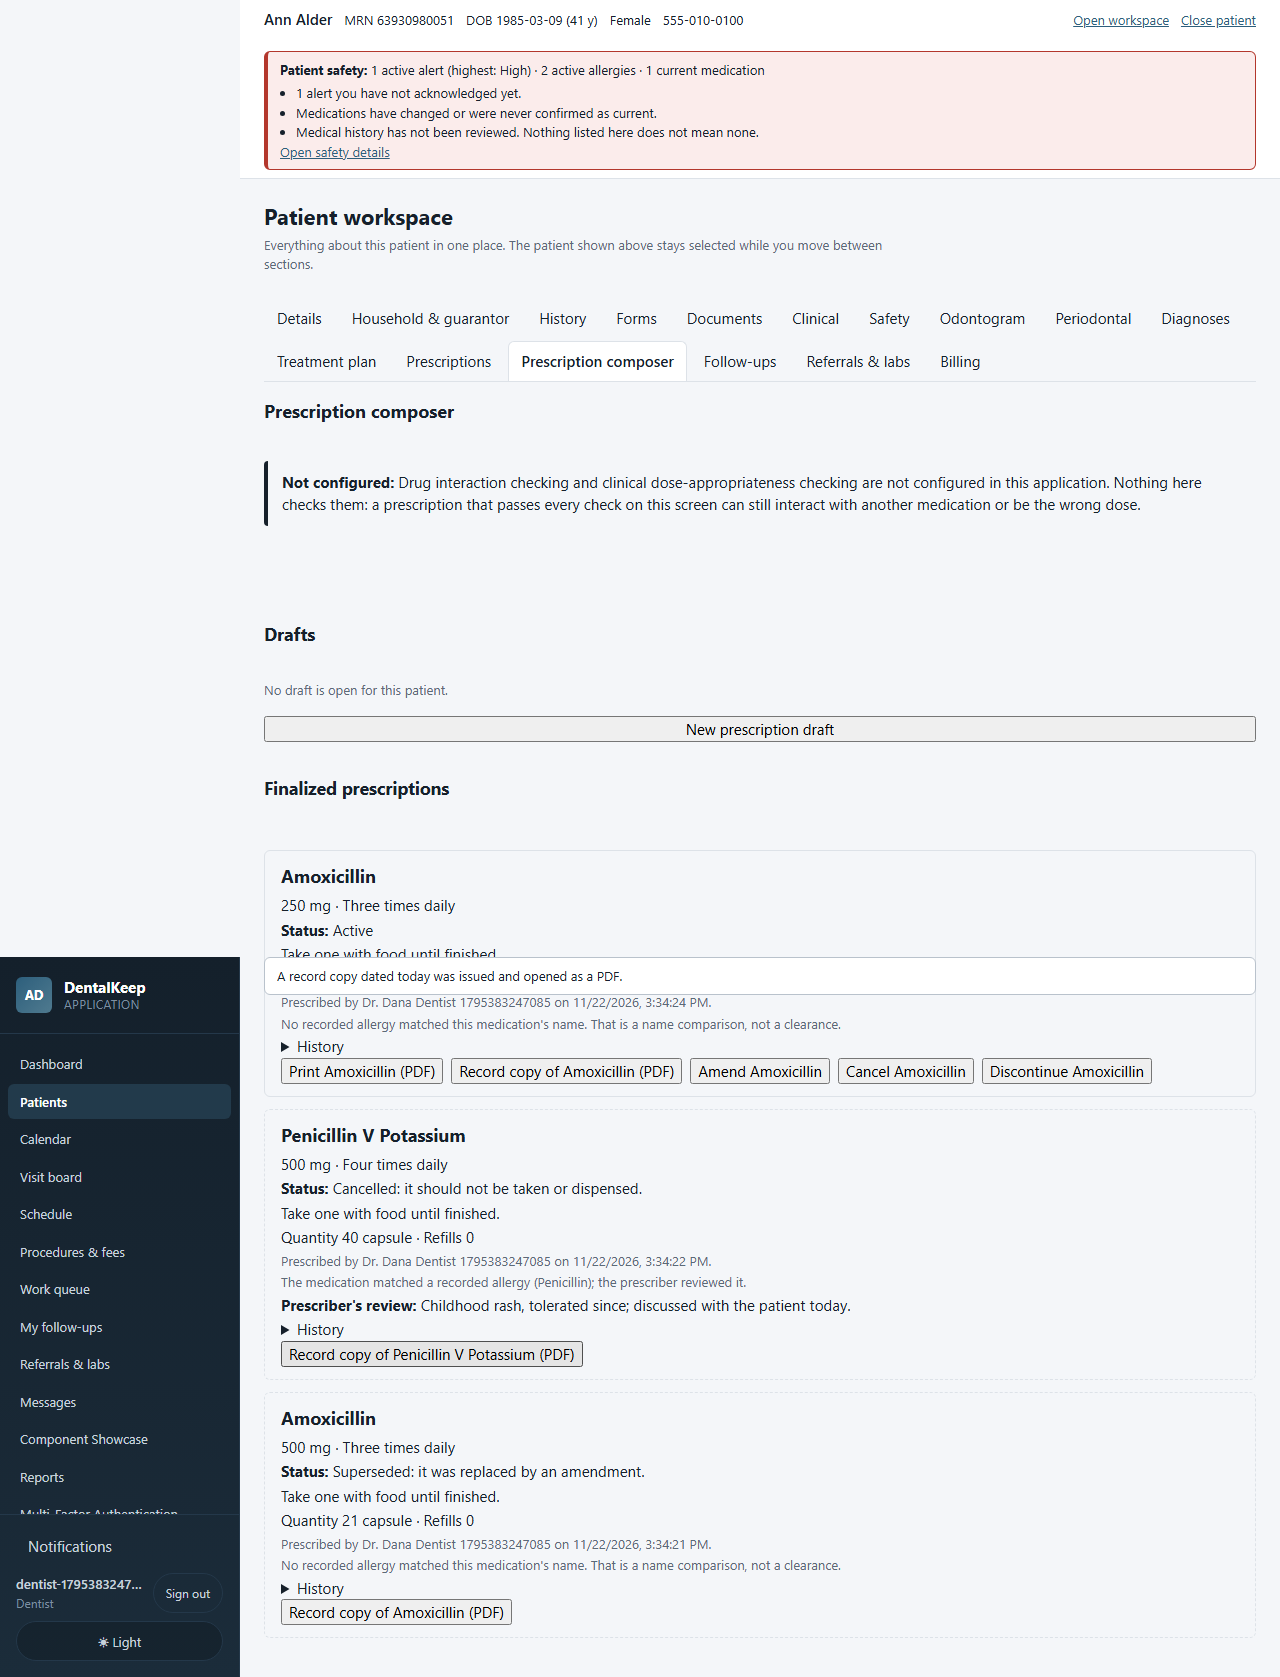 Ann Alder MRN 63930980051 DOB 1985-03-09 (41 y) Female 555-010-0100 Open workspace Close patient
Patient safety: 1 active alert (highest: High) · 2 active allergies · 1 current medication
1 alert you have not acknowledged yet.
Medications have changed or were never confirmed as current.
Medical history has not been reviewed. Nothing listed here does not mean none.
Open safety details
Patient workspace
Everything about this patient in one place. The patient shown above stays selected while you move between
sections.
Details Household & guarantor History Forms Documents Clinical Safety Odontogram Periodontal Diagnoses
Treatment plan Prescriptions Prescription composer Follow-ups Referrals & labs Billing
Prescription composer
Not configured: Drug interaction checking and clinical dose-appropriateness checking are not configured in this application. Nothing here
checks them: a prescription that passes every check on this screen can still interact with another medication or be the wrong dose.
Drafts
No draft is open for this patient.
New prescription draft
Finalized prescriptions
Amoxicillin
250 mg · Three times daily
Status: Active
Take one with food until finished.
A record copy dated today was issued and opened as a PDF.
Prescribed by Dr. Dana Dentist 1795383247085 on 11/22/2026, 3:34:24 PM.
No recorded allergy matched this medication's name. That is a name comparison, not a clearance.
History
Print Amoxicillin (PDF) Record copy of Amoxicillin (PDF) Amend Amoxicillin Cancel Amoxicillin Discontinue Amoxicillin
Penicillin V Potassium
500 mg · Four times daily
Status: Cancelled: it should not be taken or dispensed.
Take one with food until finished.
Quantity 40 capsule · Refills 0
Prescribed by Dr. Dana Dentist 1795383247085 on 11/22/2026, 3:34:22 PM.
The medication matched a recorded allergy (Penicillin); the prescriber reviewed it.
Prescriber's review: Childhood rash, tolerated since; discussed with the patient today.
History
Record copy of Penicillin V Potassium (PDF)
Amoxicillin
500 mg · Three times daily
Status: Superseded: it was replaced by an amendment.
Take one with food until finished.
Quantity 21 capsule · Refills 0
Prescribed by Dr. Dana Dentist 1795383247085 on 11/22/2026, 3:34:21 PM.
No recorded allergy matched this medication's name. That is a name comparison, not a clearance.
History
Record copy of Amoxicillin (PDF)
AD DentalKeep
APPLICATION
Dashboard
Patients
Calendar
Visit board
Schedule
Procedures & fees
Work queue
My follow-ups
Referrals & labs
Messages
Component Showcase
Reports
Multi-Factor Authentication
Notifications
dentist-1795383247...
Dentist
Sign out
☀ Light